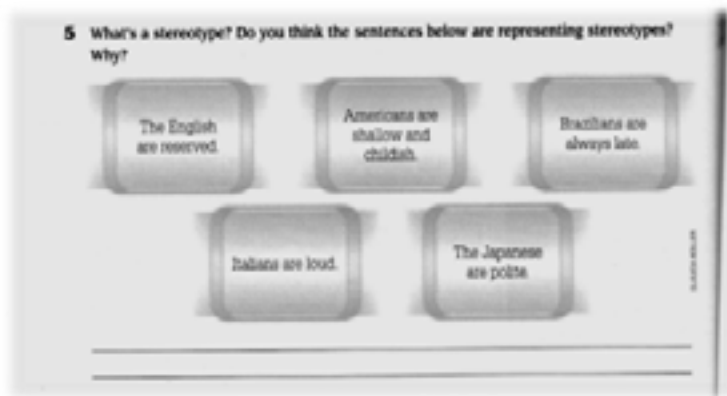 5 What's a stereotype? Do you think the sentences below are representing stereotypes?
Why?
The English
are reserved.
Americans are
shallow and
childish.
Brazilians are
always late.
Italians are loud.
The Japanese
are polite.